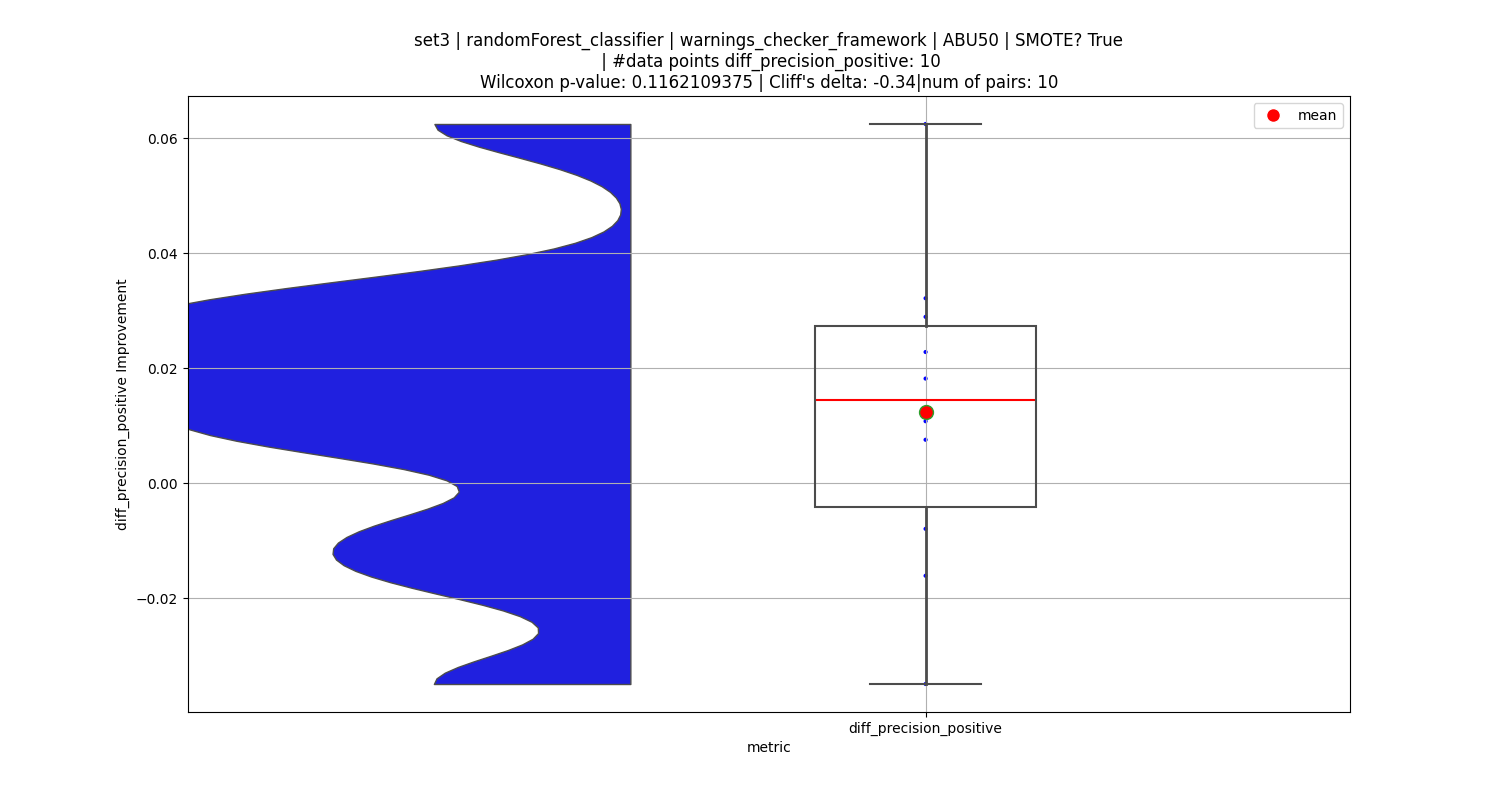 set3 | randomForest_classifier | warnings_checker_framework | ABU50 | SMOTE? True
| #data points diff_precision_positive: 10
Wilcoxon p-value: 0.1162109375 | Cliff's delta: -0.34|num of pairs: 10
mean
0.06
0.04
0.02
0.00
−0.02
diff_precision_positive Improvement
diff_precision_positive
metric